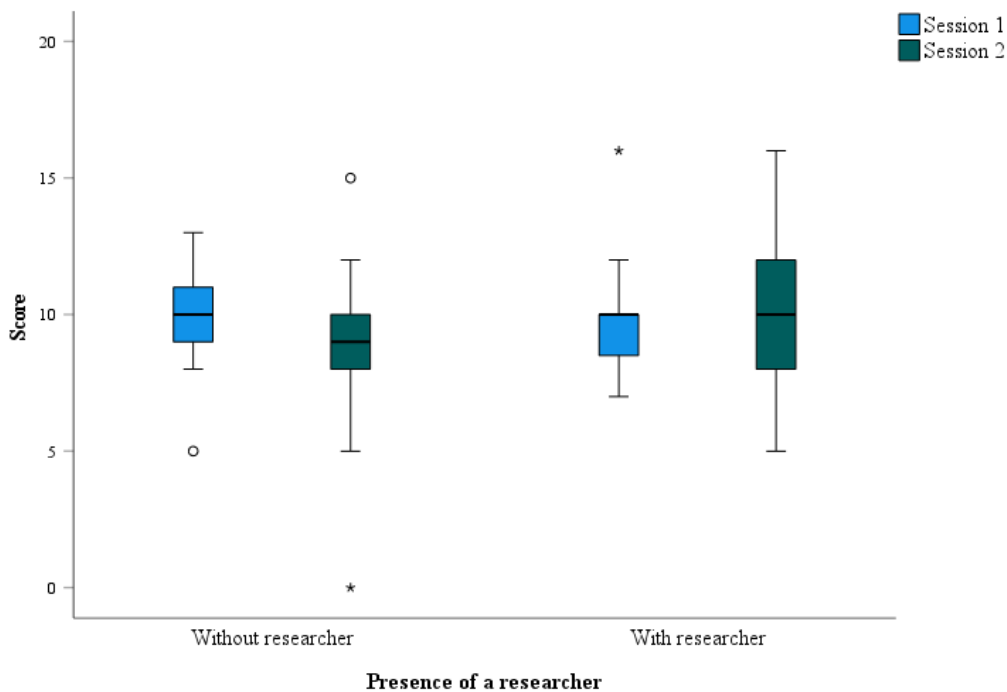 Session 1
Session 2
20
15
10
5
0
Score
Without researcher
With researcher
Presence of a researcher